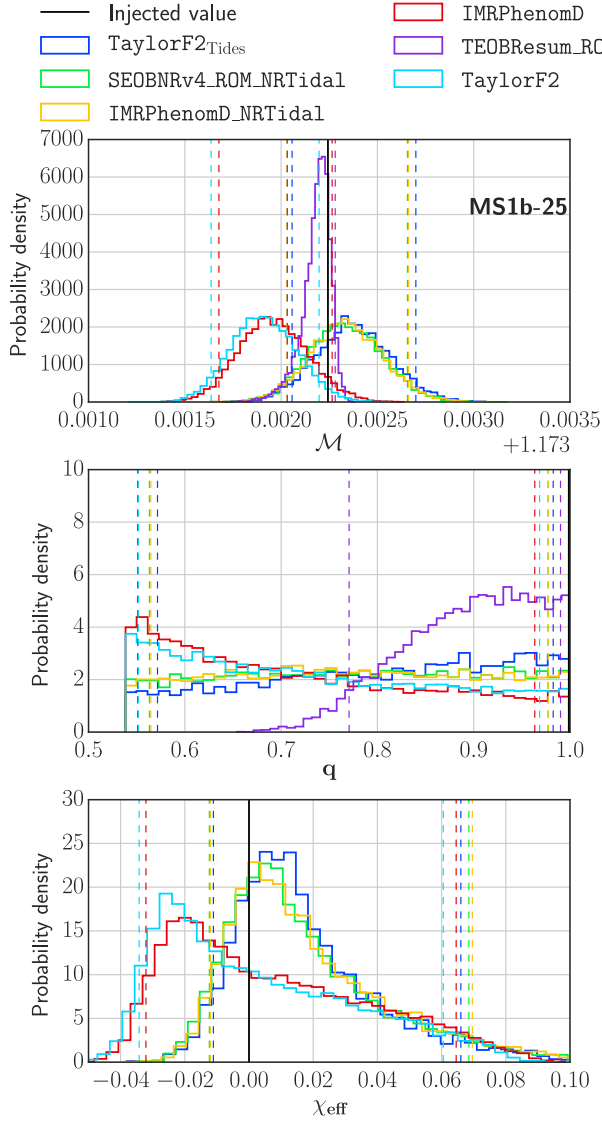 Injected value
IMRPhenomD
TaylorF2Tides
TEOBResum_RO
SEOBNRv4_ROM_NRTidal
TaylorF2
IMRPhenomD_NRTidal
7000
6000
5000
4000
3000
2000
1000
0
Probability density
MS1b-25
0.0010 0.0015 0.0020 0.0025 0.0030 0.0035
ℳ +1.173
10
8
6
4
2
0
Probability density
0.5 0.6 0.7 0.8 0.9 1.0
q
30
25
20
15
10
5
0
Probability density
−0.04 −0.02 0.00 0.02 0.04 0.06 0.08 0.10
χeff